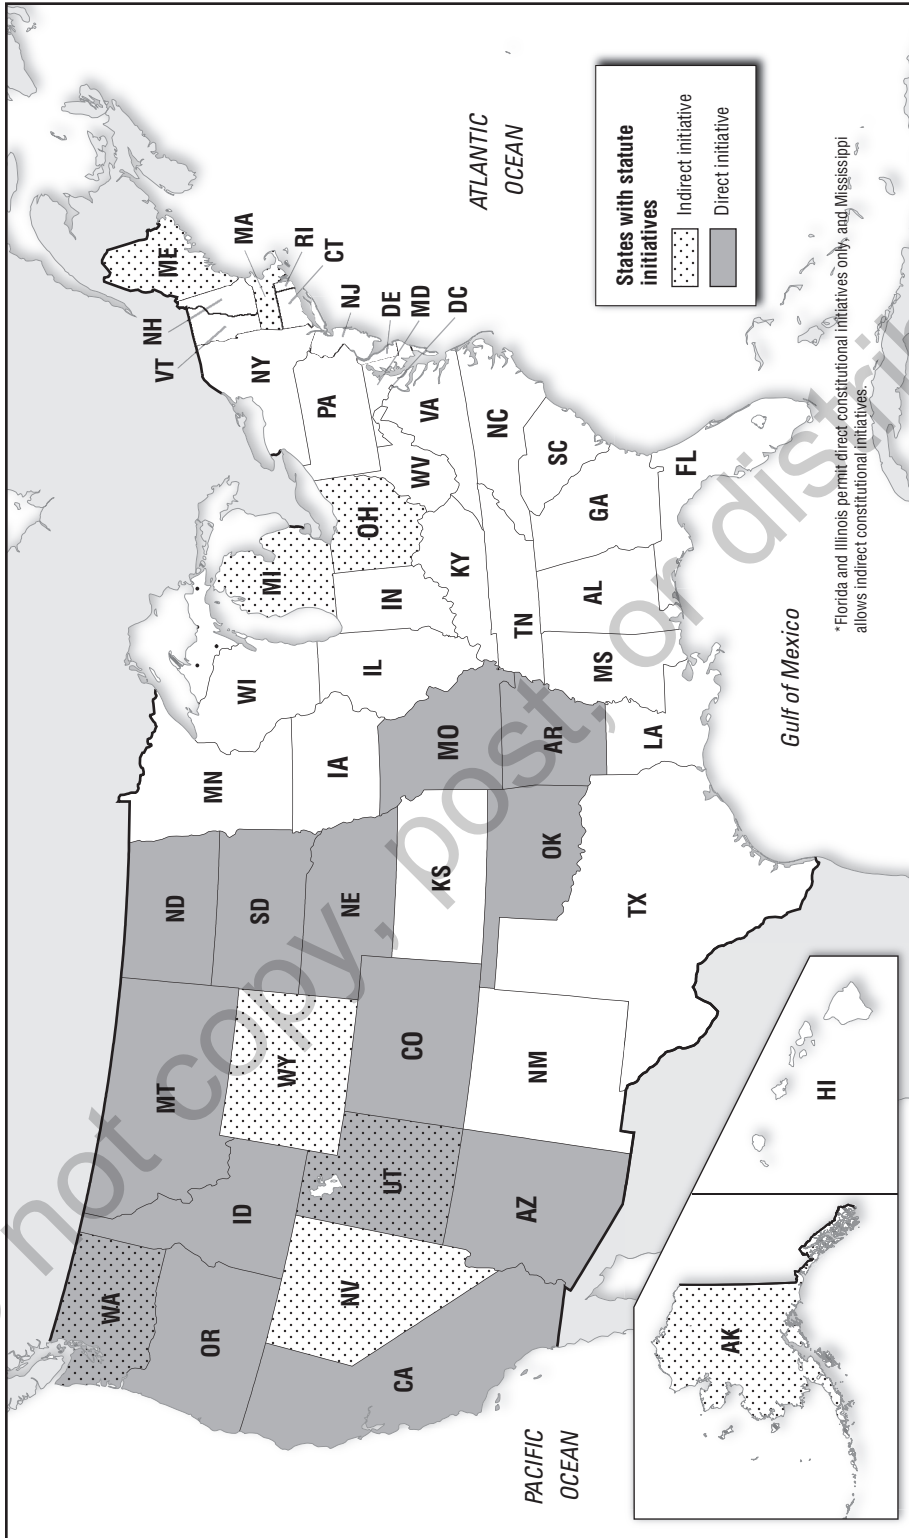 WA
OR
CA
NV
ID
MT
WY
UT
AZ
CO
NM
ND
SD
NE
KS
OK
TX
MN
IA
MO
AR
LA
WI
IL
MS
MI
IN
KY
TN
AL
OH
WV
GA
FL
PA
VA
NC
SC
NY
VT
NH
ME
MA
RI
CT
NJ
DE
MD
DC
AK
HI
PACIFIC
OCEAN
ATLANTIC
OCEAN
Gulf of Mexico
States with statute
initiatives
Indirect initiative
Direct initiative
*Florida and Illinois permit direct constitutional initiatives only, and Mississippi
allows indirect constitutional initiatives.
not copy, post, or distrib